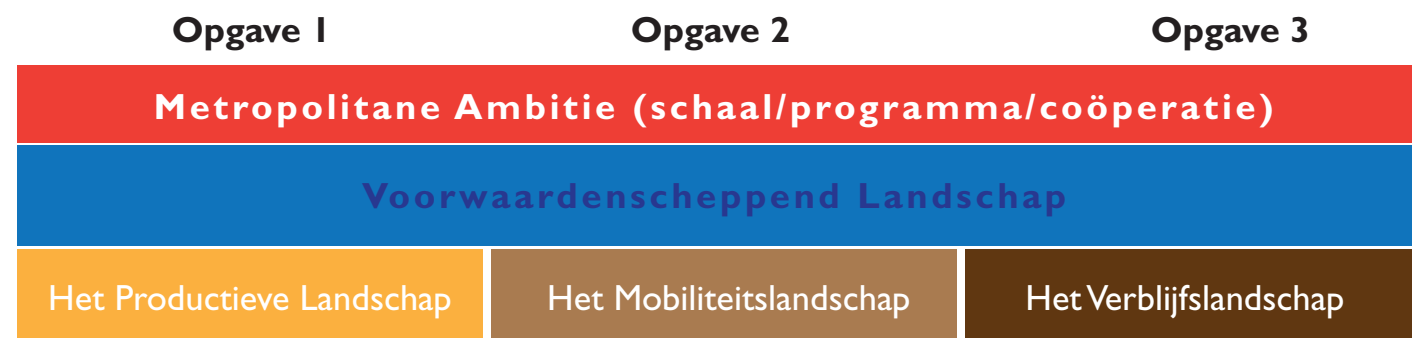 Opgave 1 Opgave 2 Opgave 3
Metropolitane Ambitie (schaal/programma/coöperatie)
Voorwaardenscheppend Landschap
Het Productieve Landschap Het Mobiliteitslandschap Het Verblijfslandschap